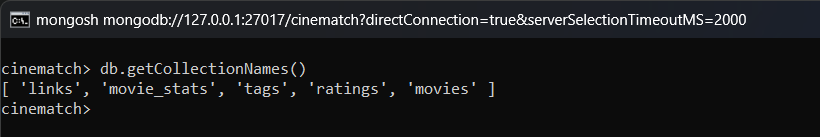 C:\. mongosh mongodb://127.0.0.1:27017/cinematch?directConnection=true&serverSelectionTimeoutMS=2000
cinematch> db.getCollectionNames()
[ 'links', 'movie_stats', 'tags', 'ratings', 'movies' ]
cinematch>